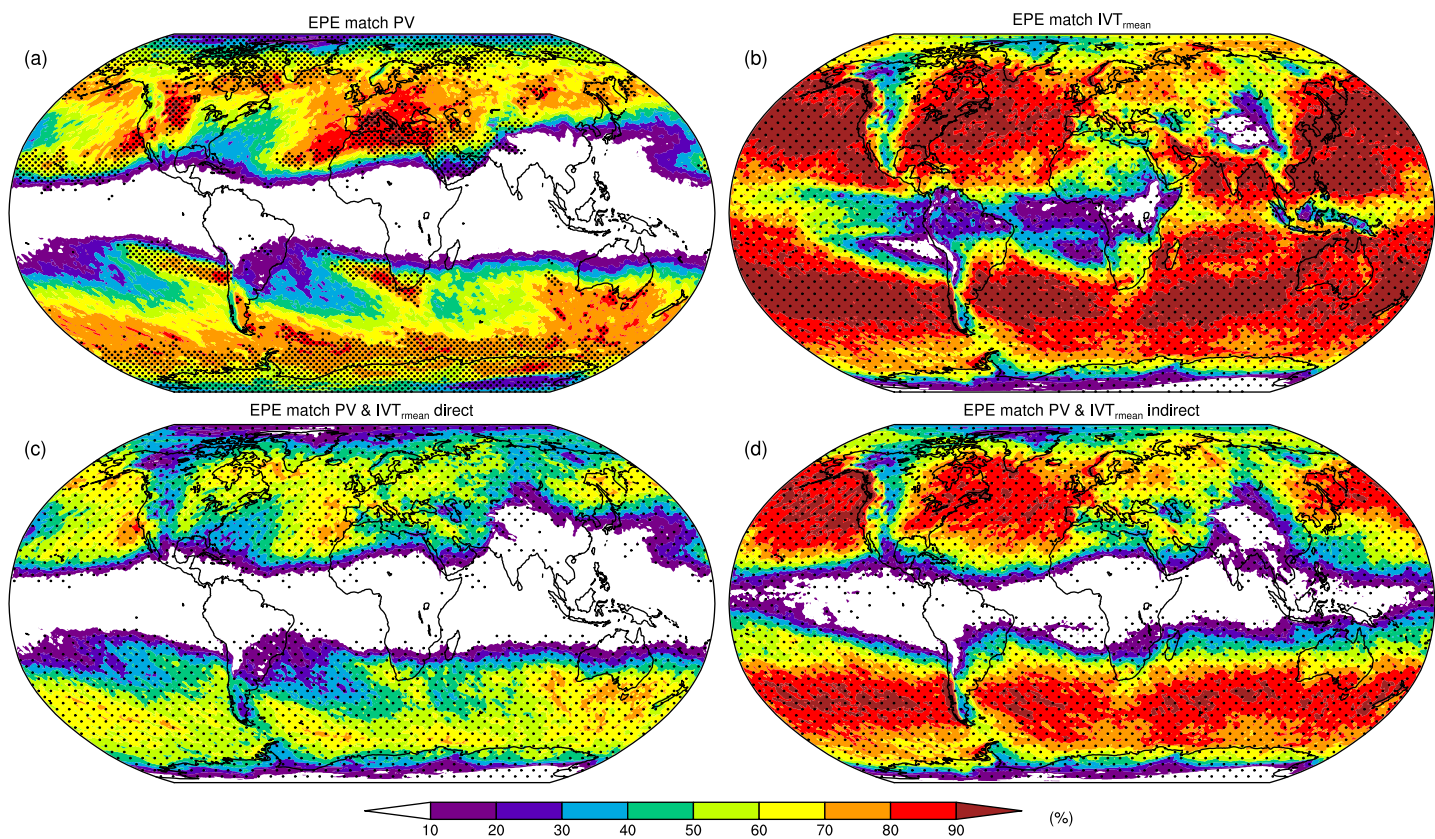 EPE match PV
EPE match IVTrmean
(a)
(b)
EPE match PV & IVTrmean direct
EPE match PV & IVTrmean indirect
(c)
(d)
10 20 30 40 50 60 70 80 90 (%)